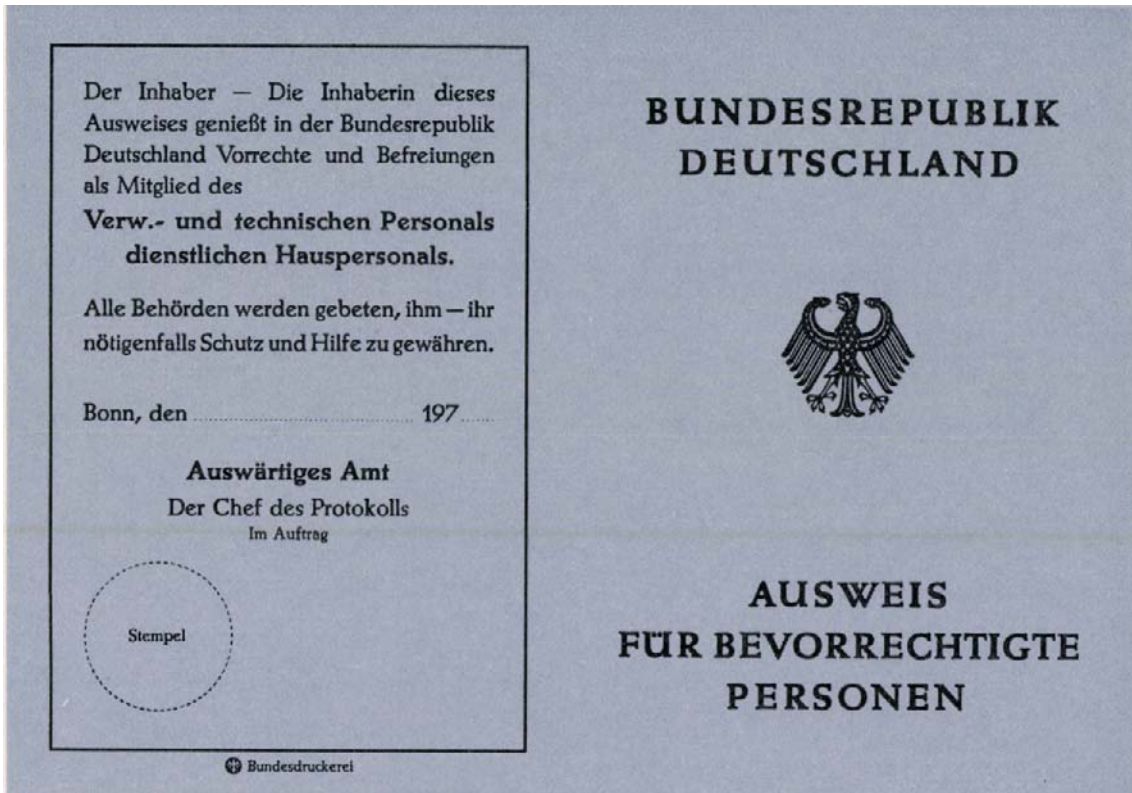 Der Inhaber — Die Inhaberin dieses
Ausweises genießt in der Bundesrepublik
Deutschland Vorrechte und Befreiungen
als Mitglied des
Verw.- und technischen Personals
dienstlichen Hauspersonals.
Alle Behörden werden gebeten, ihm — ihr
nötigenfalls Schutz und Hilfe zu gewähren.
Bonn, den ........................ 197......
Auswärtiges Amt
Der Chef des Protokolls
Im Auftrag
Stempel
Bundesdruckerei
BUNDESREPUBLIK
DEUTSCHLAND
AUSWEIS
FÜR BEVORRECHTIGTE
PERSONEN